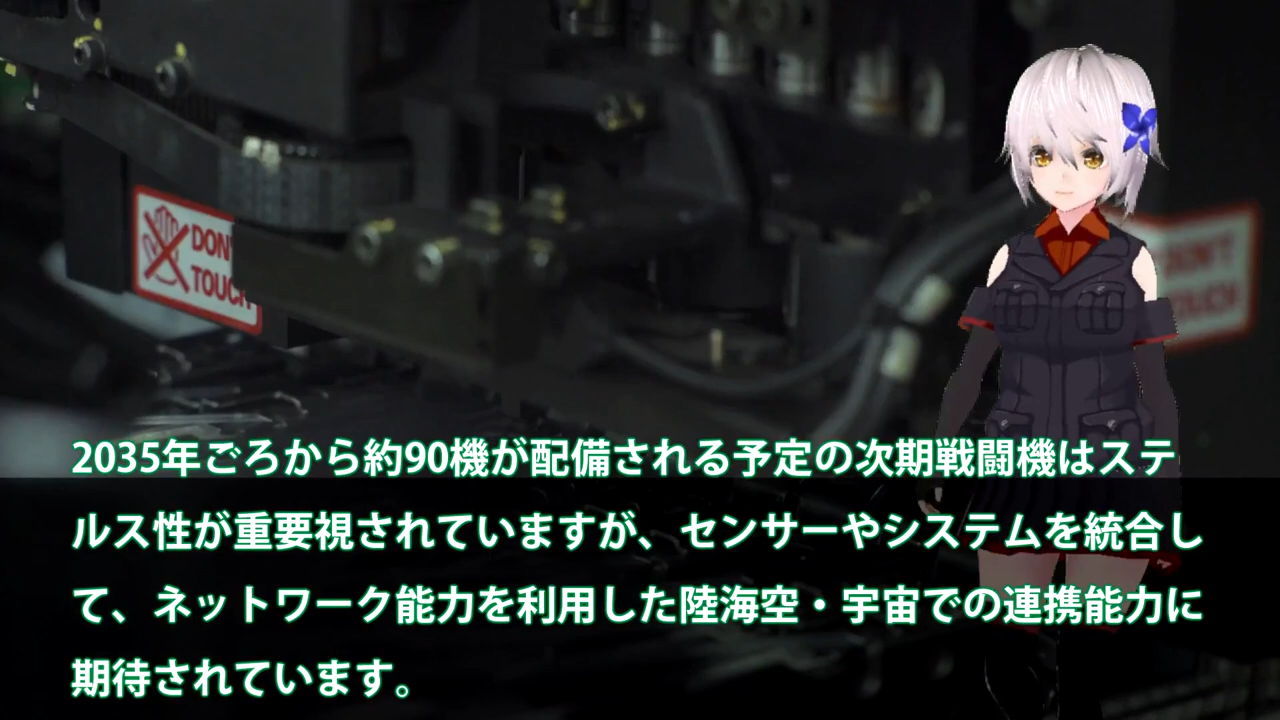 DON'
TOUCH
DON'T
TOUCH
2035年ごろから約90機が配備される予定の次期戦闘機はステ
ルス性が重要視されていますが、センサーやシステムを統合し
て、ネットワーク能力を利用した陸海空・宇宙での連携能力に
期待されています。